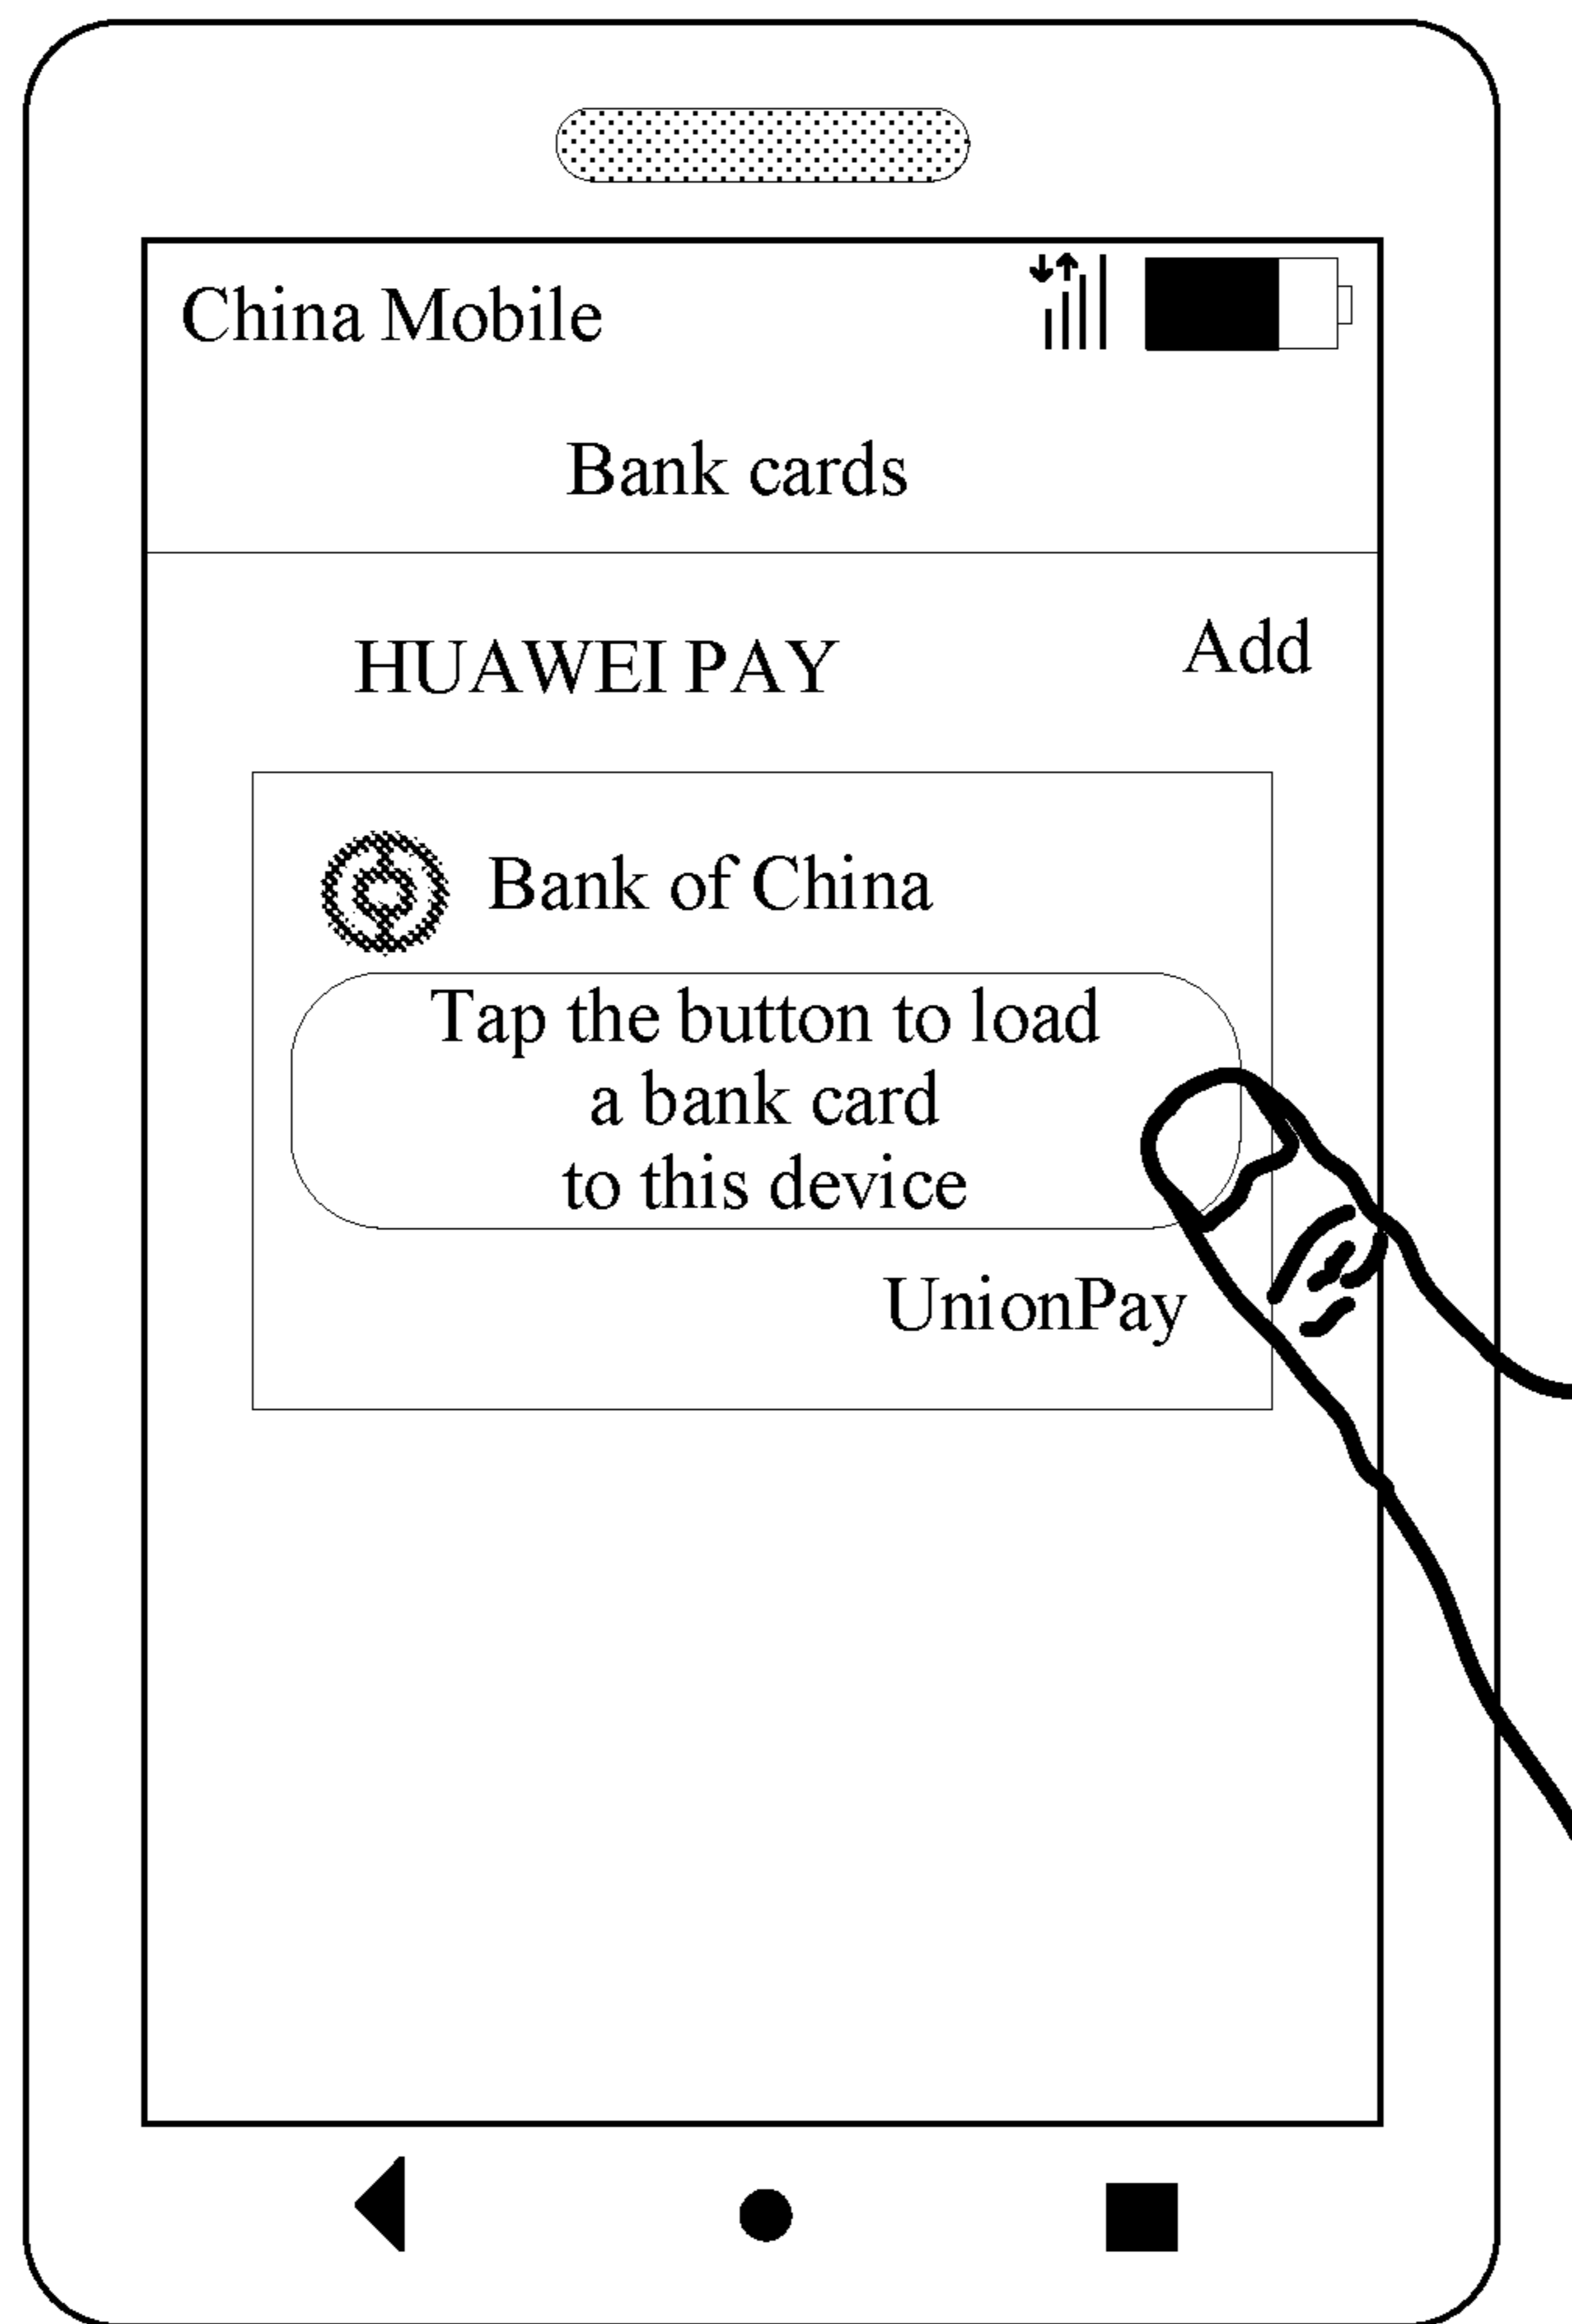 China Mobile
Bank cards
HUAWEI PAY
Add
Bank of China
Tap the button to load
a bank card
to this device
UnionPay